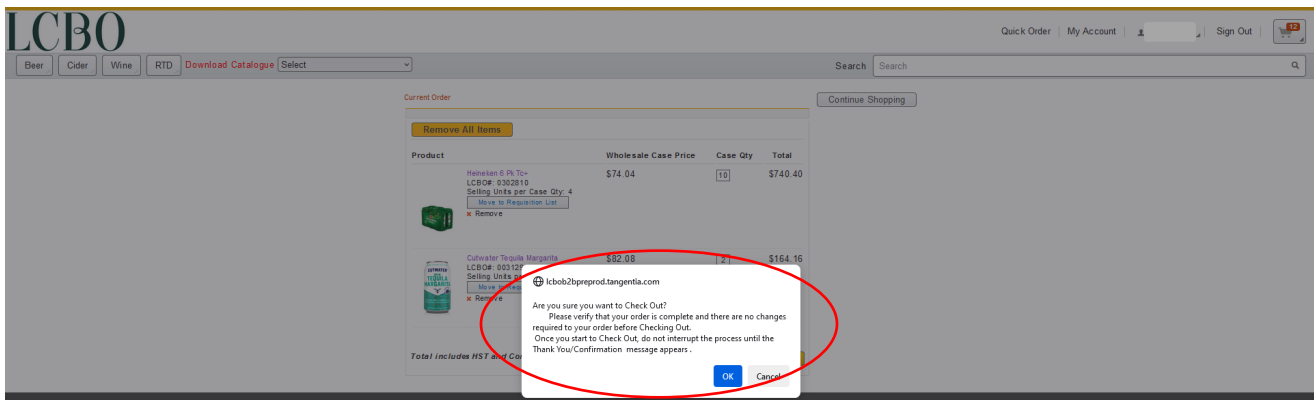 LCBO
Quick Order My Account Sign Out 12
Beer Cider Wine RTD Download Catalogue Select Search Search
Current Order Continue Shopping
Remove All Items
Product Wholesale Case Price Case Qty Total
Heineken 6 Pk Tc+ $74.04 10 $740.40
LCBO#: 0302810
Selling Units per Case Qty: 4
Move to Requisition List
x Remove
Cutwater Tequila Margarita $82.08 2 $164.16
LCBO#:
Selling Units
Move to
x Remove
CUTWATER
TEQUILA
MARGARITA
lcbob2bpreprod.tangentia.com
Are you sure you want to Check Out?
Please verify that your order is complete and there are no changes
required to your order before Checking Out.
Once you start to Check Out, do not interrupt the process until the
Thank You/Confirmation message appears .
Total includes HST and
OK Cancel